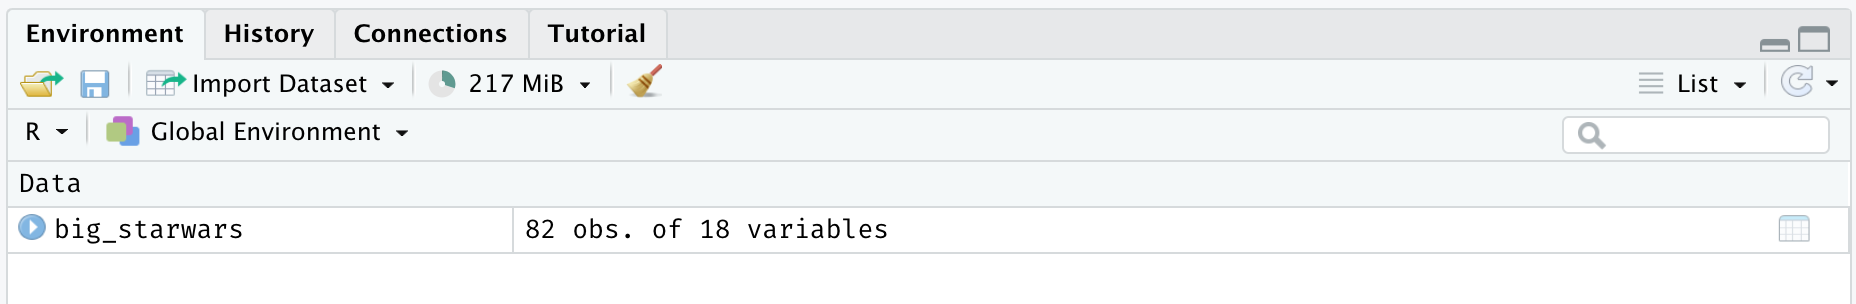 Environment History Connections Tutorial
Import Dataset 217 MiB List
R Global Environment
Data
big_starwars 82 obs. of 18 variables